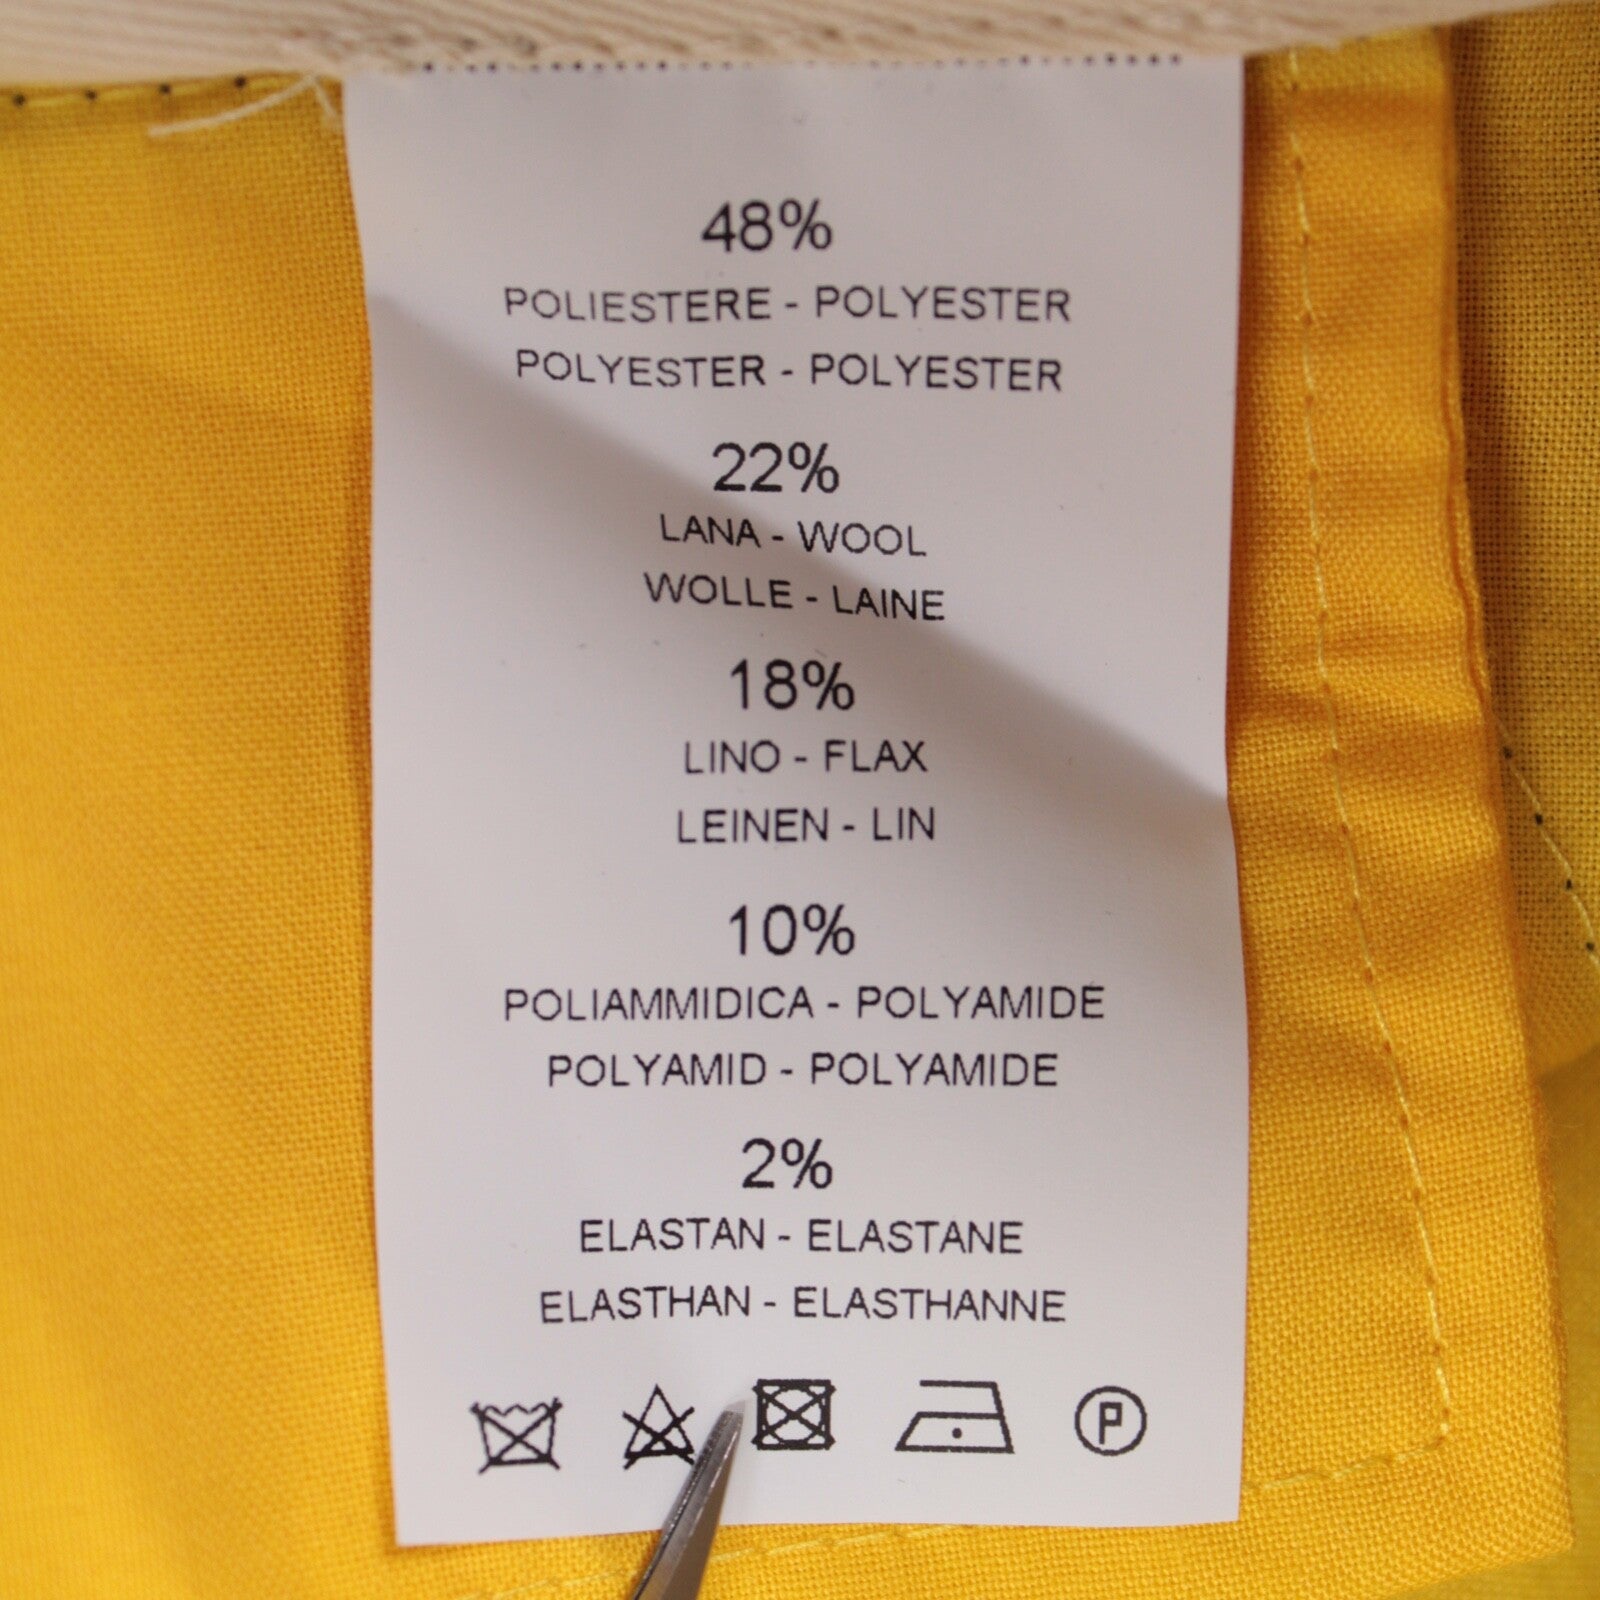 48%
POLIESTERE - POLYESTER
POLYESTER - POLYESTER
22%
LANA - WOOL
WOLLE - LAINE
18%
LINO - FLAX
LEINEN - LIN
10%
POLIAMMIDICA - POLYAMIDE
POLYAMID - POLYAMIDE
2%
ELASTAN - ELASTANE
ELASTHAN - ELASTHANNE
P